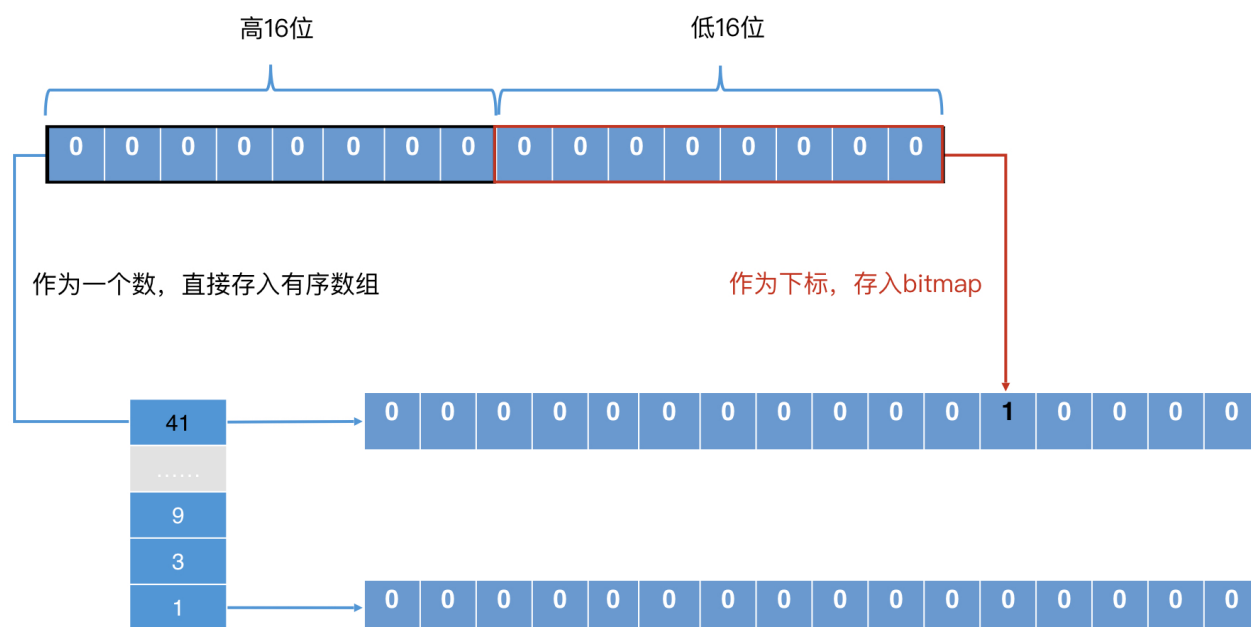 高16位 低16位
0 0 0 0 0 0 0 0 0 0 0 0 0 0 0 0
作为一个数，直接存入有序数组 作为下标，存入bitmap
41 0 0 0 0 0 0 0 0 0 0 0 1 0 0 0 0
......
9
3
1 0 0 0 0 0 0 0 0 0 0 0 0 0 0 0 0